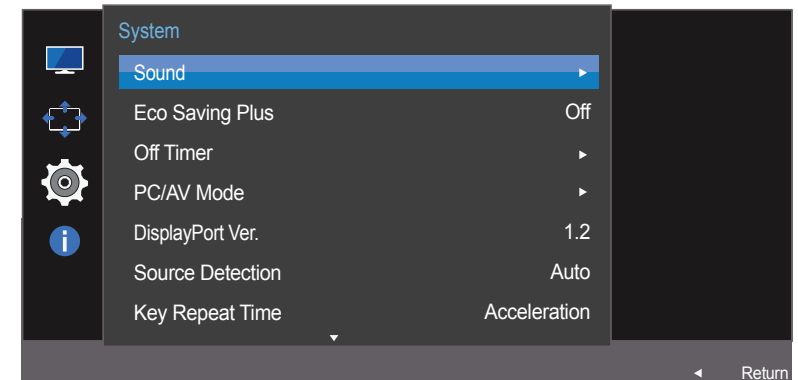 System
Sound
Eco Saving Plus Off
Off Timer
PC/AV Mode
DisplayPort Ver. 1.2
Source Detection Auto
Key Repeat Time Acceleration
Return